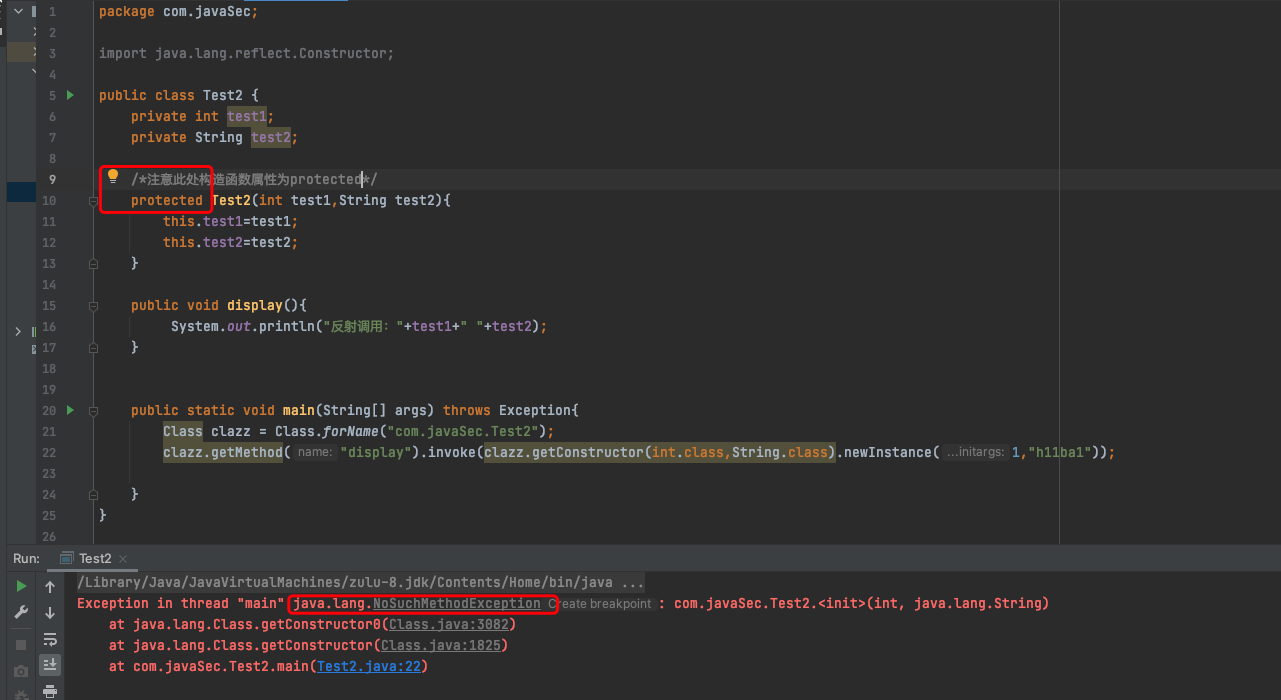 1 package com.javaSec;
2
3 import java.lang.reflect.Constructor;
4
5 public class Test2 {
6 private int test1;
7 private String test2;
8
9 /*注意此处构造函数属性为protected*/
10 protected Test2(int test1,String test2){
11 this.test1=test1;
12 this.test2=test2;
13 }
14
15 public void display(){
16 System.out.println("反射调用："+test1+" "+test2);
17 }
18
19
20 public static void main(String[] args) throws Exception{
21 Class clazz = Class.forName("com.javaSec.Test2");
22 clazz.getMethod( name: "display").invoke(clazz.getConstructor(int.class,String.class).newInstance( ...initargs: 1,"h11ba1"));
23
24 }
25 }
26
Run: Test2 ×
/Library/Java/JavaVirtualMachines/zulu-8.jdk/Contents/Home/bin/java ...
Exception in thread "main" java.lang.NoSuchMethodException Create breakpoint : com.javaSec.Test2.<init>(int, java.lang.String)
at java.lang.Class.getConstructor0(Class.java:3082)
at java.lang.Class.getConstructor(Class.java:1825)
at com.javaSec.Test2.main(Test2.java:22)